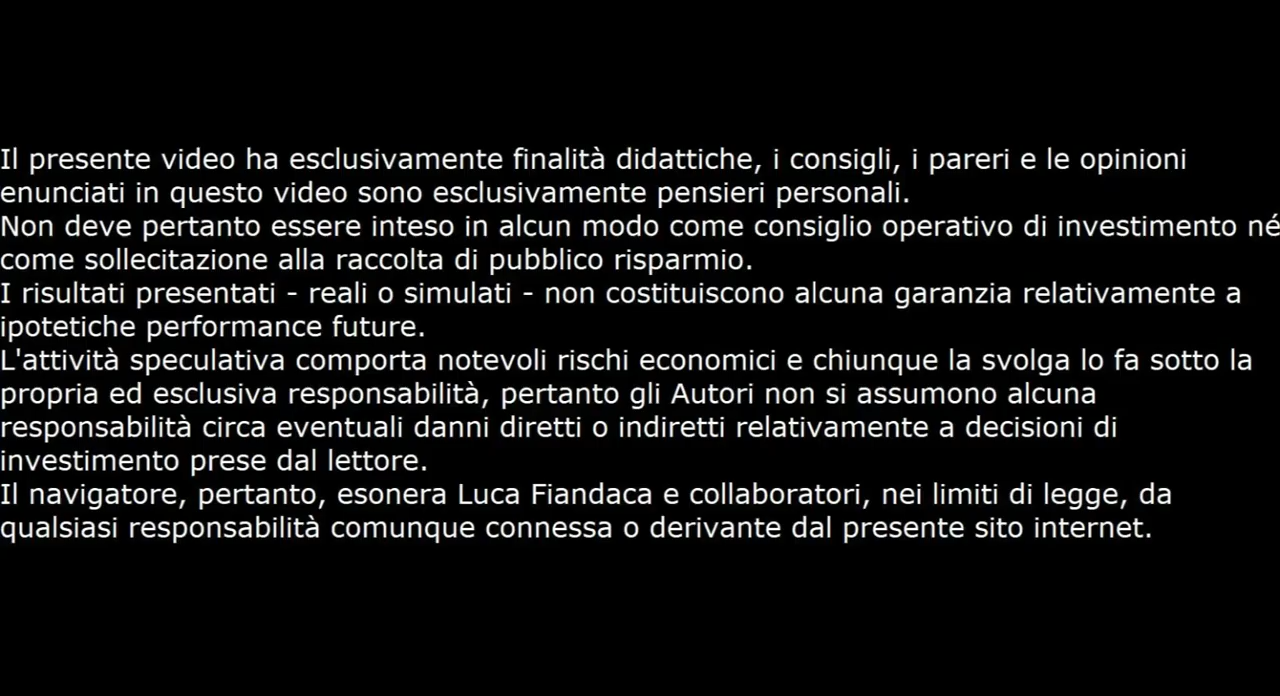 Il presente video ha esclusivamente finalità didattiche, i consigli, i pareri e le opinioni
enunciati in questo video sono esclusivamente pensieri personali.
Non deve pertanto essere inteso in alcun modo come consiglio operativo di investimento né
come sollecitazione alla raccolta di pubblico risparmio.
I risultati presentati - reali o simulati - non costituiscono alcuna garanzia relativamente a
ipotetiche performance future.
L'attività speculativa comporta notevoli rischi economici e chiunque la svolga lo fa sotto la
propria ed esclusiva responsabilità, pertanto gli Autori non si assumono alcuna
responsabilità circa eventuali danni diretti o indiretti relativamente a decisioni di
investimento prese dal lettore.
Il navigatore, pertanto, esonera Luca Fiandaca e collaboratori, nei limiti di legge, da
qualsiasi responsabilità comunque connessa o derivante dal presente sito internet.